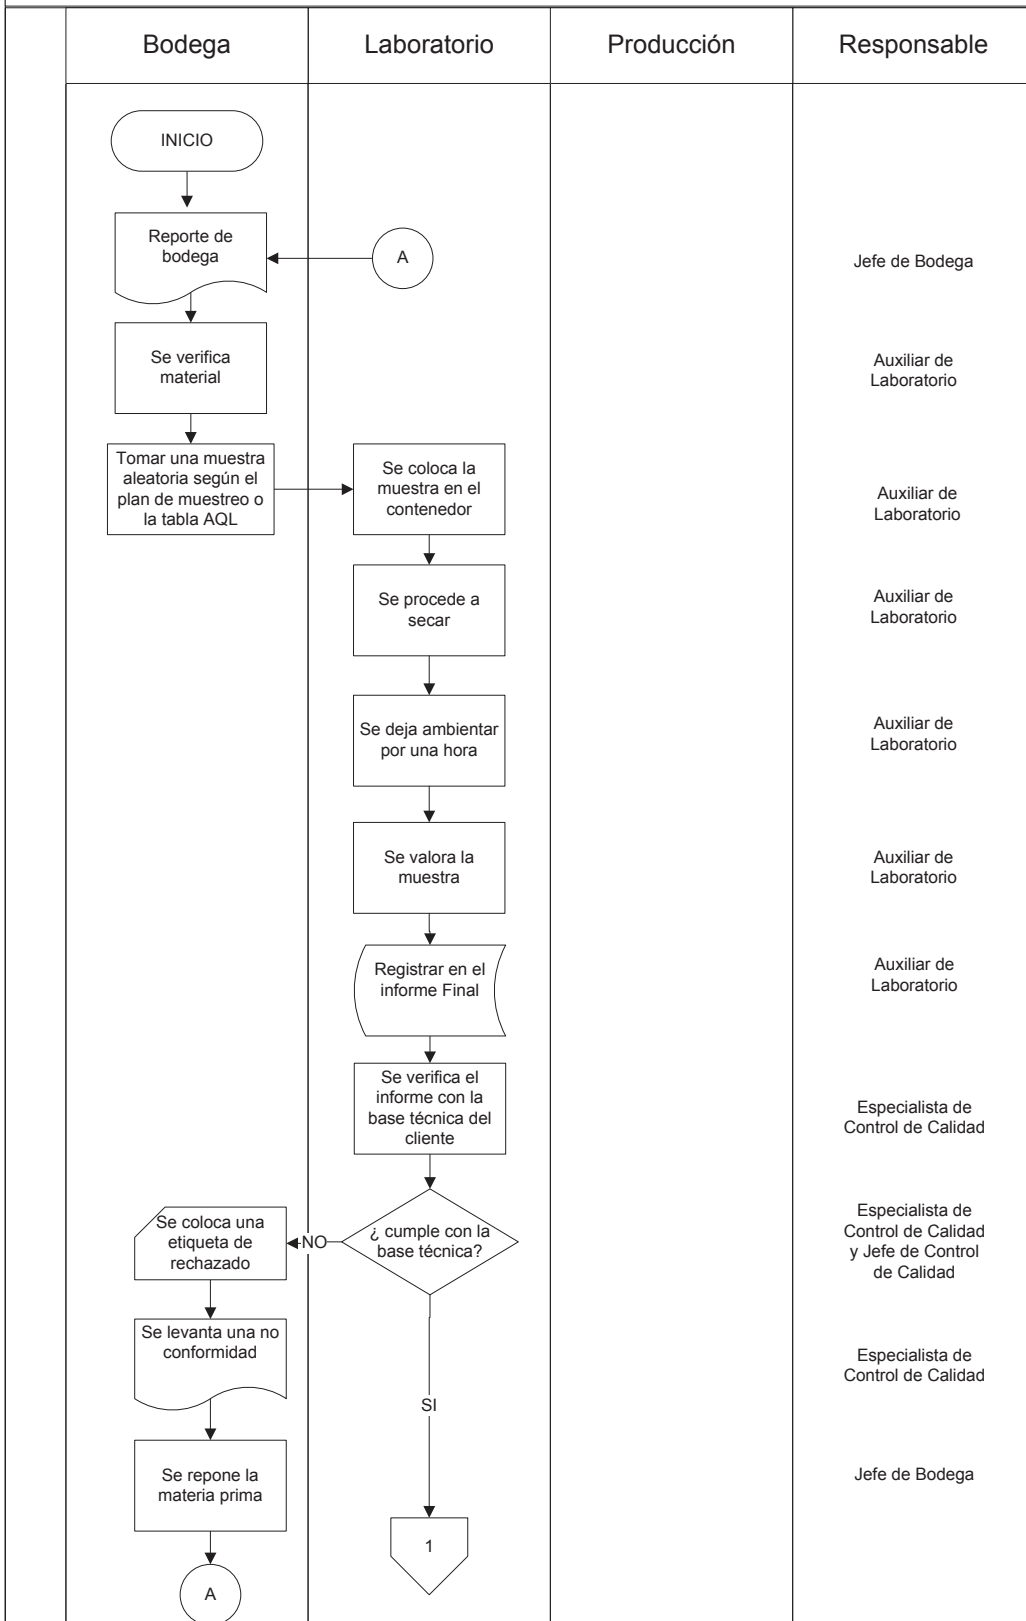 Bodega
Laboratorio
Producción
Responsable
INICIO
Reporte de
bodega
A
Jefe de Bodega
Se verifica
material
Auxiliar de
Laboratorio
Tomar una muestra
aleatoria según el
plan de muestreo o
la tabla AQL
Se coloca la
muestra en el
contenedor
Auxiliar de
Laboratorio
Se procede a
secar
Auxiliar de
Laboratorio
Se deja ambientar
por una hora
Auxiliar de
Laboratorio
Se valora la
muestra
Auxiliar de
Laboratorio
Registrar en el
informe Final
Auxiliar de
Laboratorio
Se verifica el
informe con la
base técnica del
cliente
Especialista de
Control de Calidad
¿ cumple con la
base técnica?
NO
Se coloca una
etiqueta de
rechazado
Especialista de
Control de Calidad
y Jefe de Control
de Calidad
Se levanta una no
conformidad
Especialista de
Control de Calidad
SI
Se repone la
materia prima
Jefe de Bodega
1
A